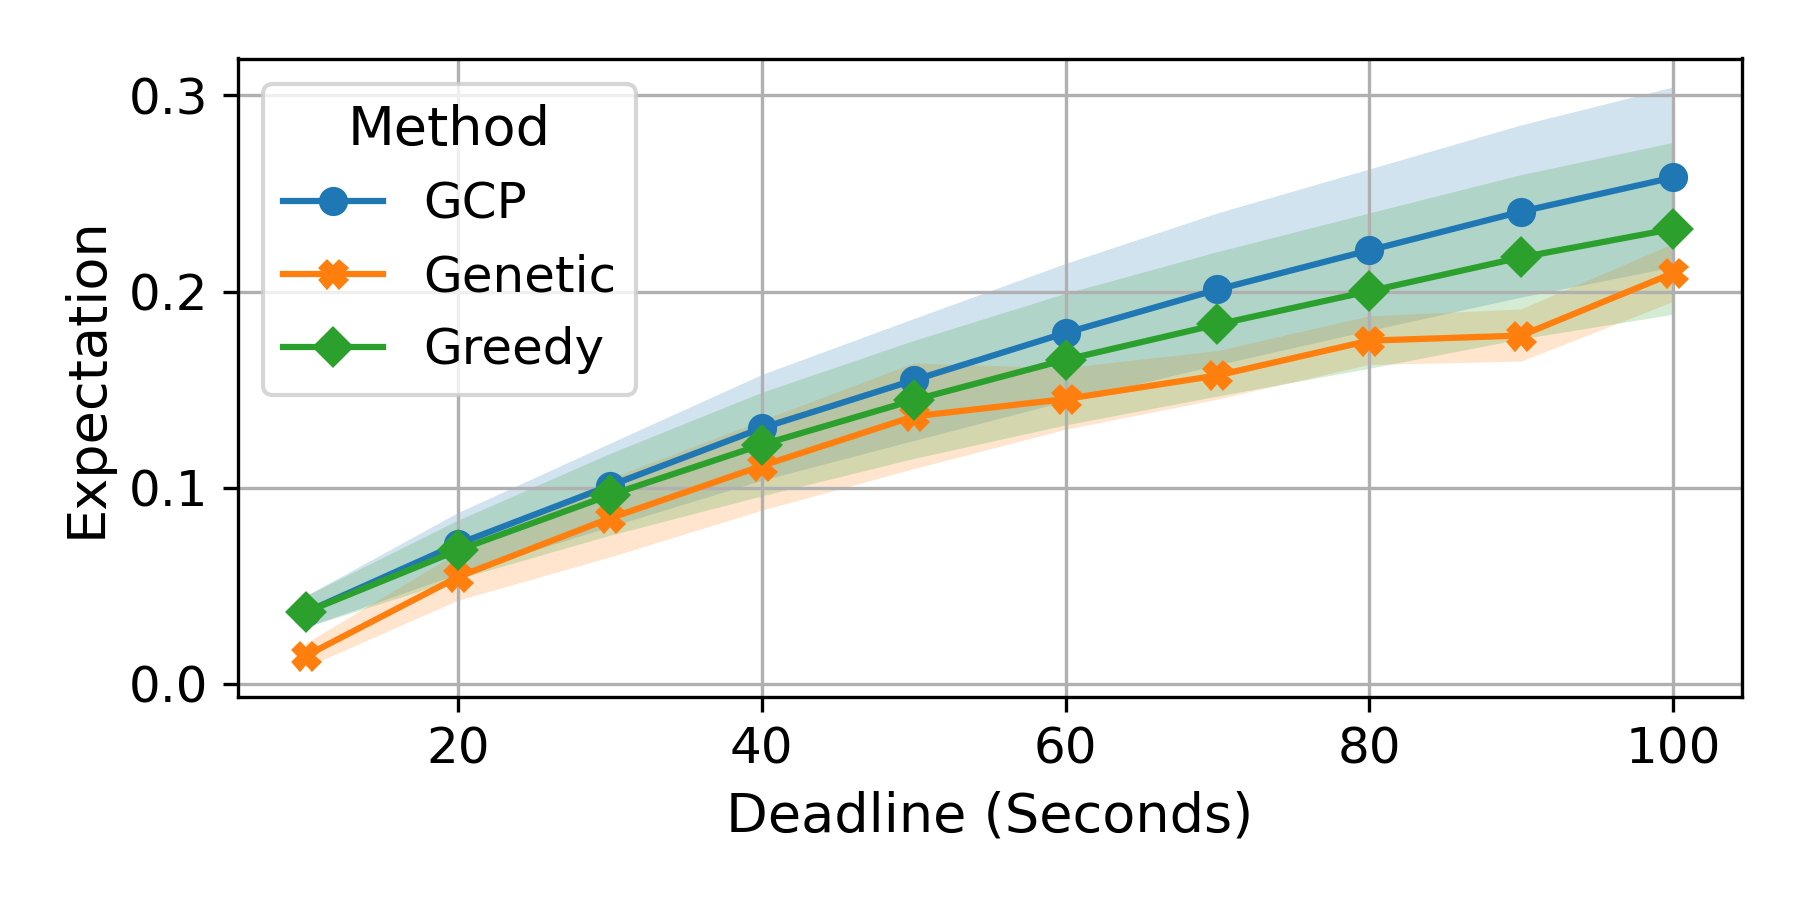 Method
GCP
Genetic
Greedy
Expectation
0.3
0.2
0.1
0.0
20 40 60 80 100
Deadline (Seconds)